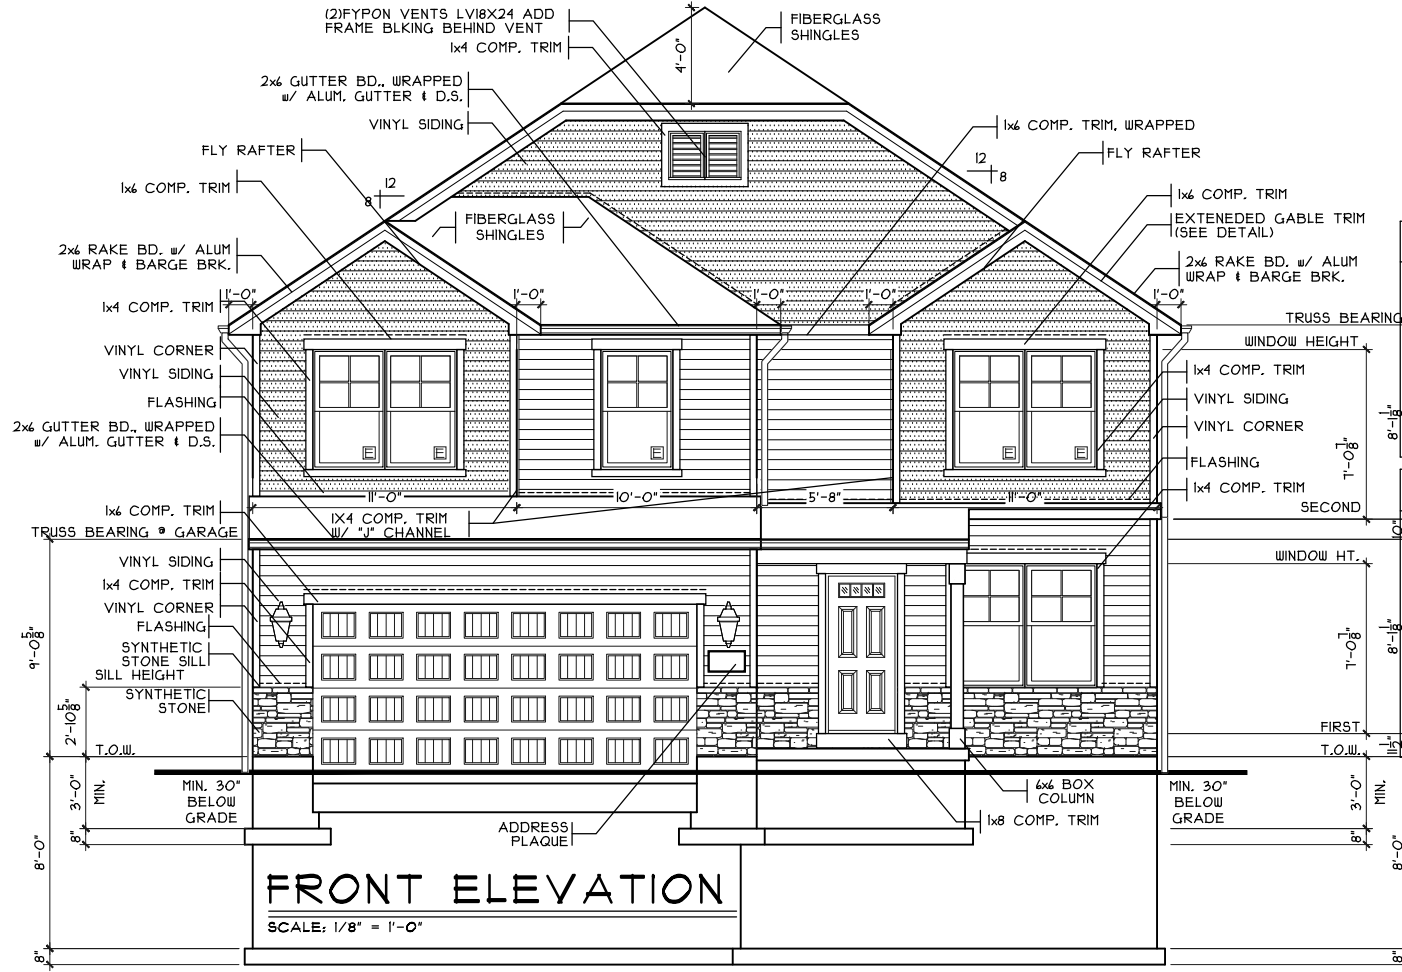 (2)FYPON VENTS LV18X24 ADD
FRAME BLKING BEHIND VENT
1x4 COMP. TRIM
FIBERGLASS
SHINGLES
4'-0"
2x6 GUTTER BD., WRAPPED
w/ ALUM. GUTTER & D.S.
VINYL SIDING
FLY RAFTER
1x6 COMP. TRIM
12
8
FIBERGLASS
SHINGLES
1x6 COMP. TRIM, WRAPPED
FLY RAFTER
12
8
1x6 COMP. TRIM
EXTENEDED GABLE TRIM
(SEE DETAIL)
2x6 RAKE BD. w/ ALUM
WRAP & BARGE BRK.
2x6 RAKE BD. w/ ALUM
WRAP & BARGE BRK.
1'-0"
1'-0"
1'-0"
1'-0"
1'-0"
1x4 COMP. TRIM
VINYL CORNER
VINYL SIDING
FLASHING
2x6 GUTTER BD., WRAPPED
w/ ALUM. GUTTER & D.S.
TRUSS BEARING
WINDOW HEIGHT
1x4 COMP. TRIM
VINYL SIDING
VINYL CORNER
FLASHING
1x4 COMP. TRIM
7'-0 7/8"
8'-1 1/8"
E
E
E
E
11'-0"
10'-0"
5'-8"
11'-0"
1x6 COMP. TRIM
1X4 COMP. TRIM
W/ "J" CHANNEL
SECOND
10"
TRUSS BEARING @ GARAGE
VINYL SIDING
1x4 COMP. TRIM
VINYL CORNER
FLASHING
SYNTHETIC
STONE SILL
SILL HEIGHT
SYNTHETIC
STONE
9'-0 5/8"
2'-10 5/8"
WINDOW HT.
7'-0 7/8"
8'-1 1/8"
FIRST
T.O.W.
11 1/2"
T.O.W.
MIN. 30"
BELOW
GRADE
3'-0"
MIN.
8"
8'-0"
8"
ADDRESS
PLAQUE
6x6 BOX
COLUMN
1x8 COMP. TRIM
MIN. 30"
BELOW
GRADE
3'-0"
MIN.
8"
8'-0"
8"
FRONT ELEVATION
SCALE: 1/8" = 1'-0"